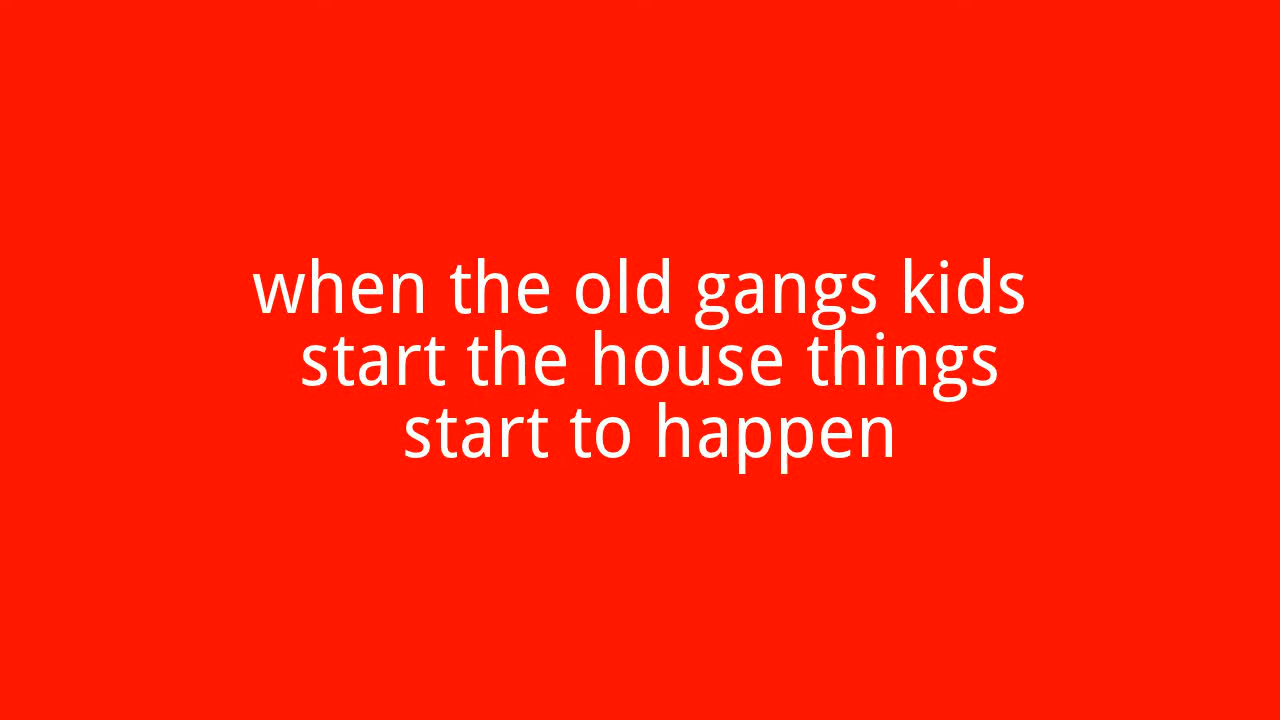 when the old gangs kids
start the house things
start to happen